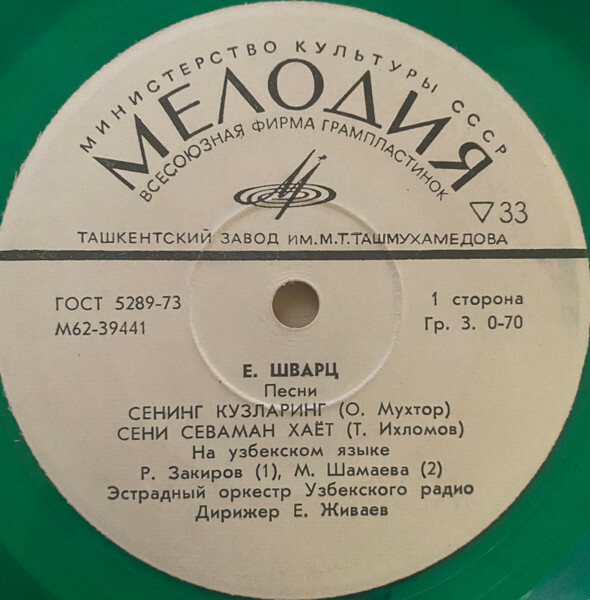 МИНИСТЕРСТВО КУЛЬТУРЫ СССР
МЕЛОДИЯ
ВСЕСОЮЗНАЯ ФИРМА ГРАМПЛАСТИНОК
▽33
ТАШКЕНТСКИЙ ЗАВОД ИМ.М.Т.ТАШМУХАМЕДОВА
ГОСТ 5289-73
М62-39441
1 сторона
Гр. 3. 0-70
Е. ШВАРЦ
Песни
СЕНИНГ КУЗЛАРИНГ (О. Мухтор)
СЕНИ СЕВАМАН ХАЁТ (Т. Ихломов)
На узбекском языке
Р. Закиров (1), М. Шамаева (2)
Эстрадный оркестр Узбекского радио
Дирижер Е. Живаев